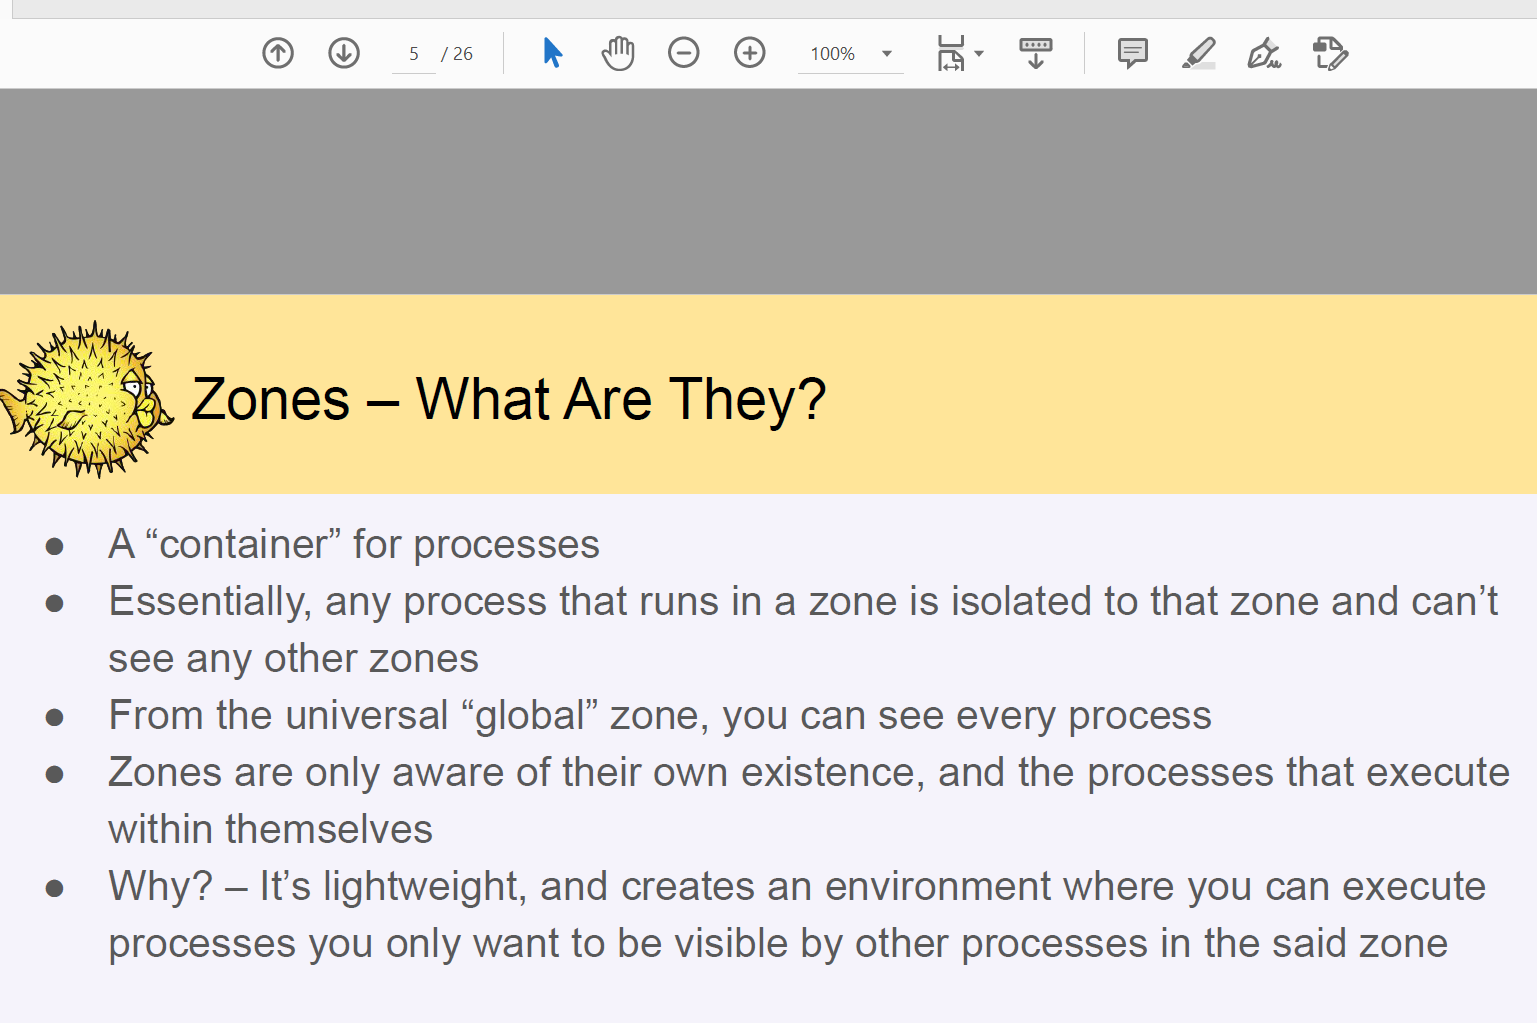 5 / 26 100%
Zones – What Are They?
● A “container” for processes
● Essentially, any process that runs in a zone is isolated to that zone and can’t
see any other zones
● From the universal “global” zone, you can see every process
● Zones are only aware of their own existence, and the processes that execute
within themselves
● Why? – It’s lightweight, and creates an environment where you can execute
processes you only want to be visible by other processes in the said zone